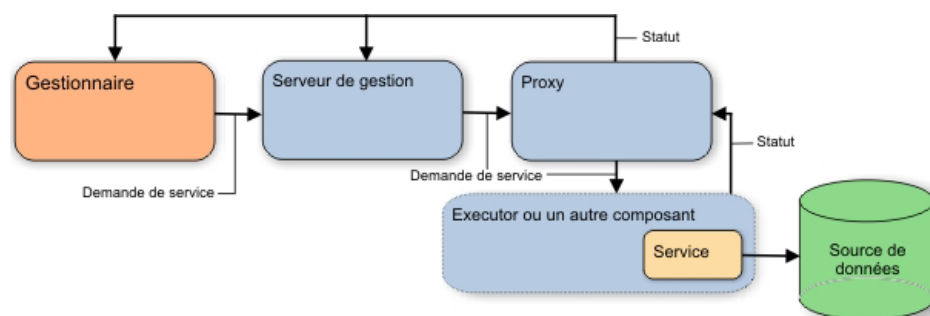 Statut
Gestionnaire
Serveur de gestion
Proxy
Statut
Demande de service
Demande de service
Executor ou un autre composant
Service
Source de
données